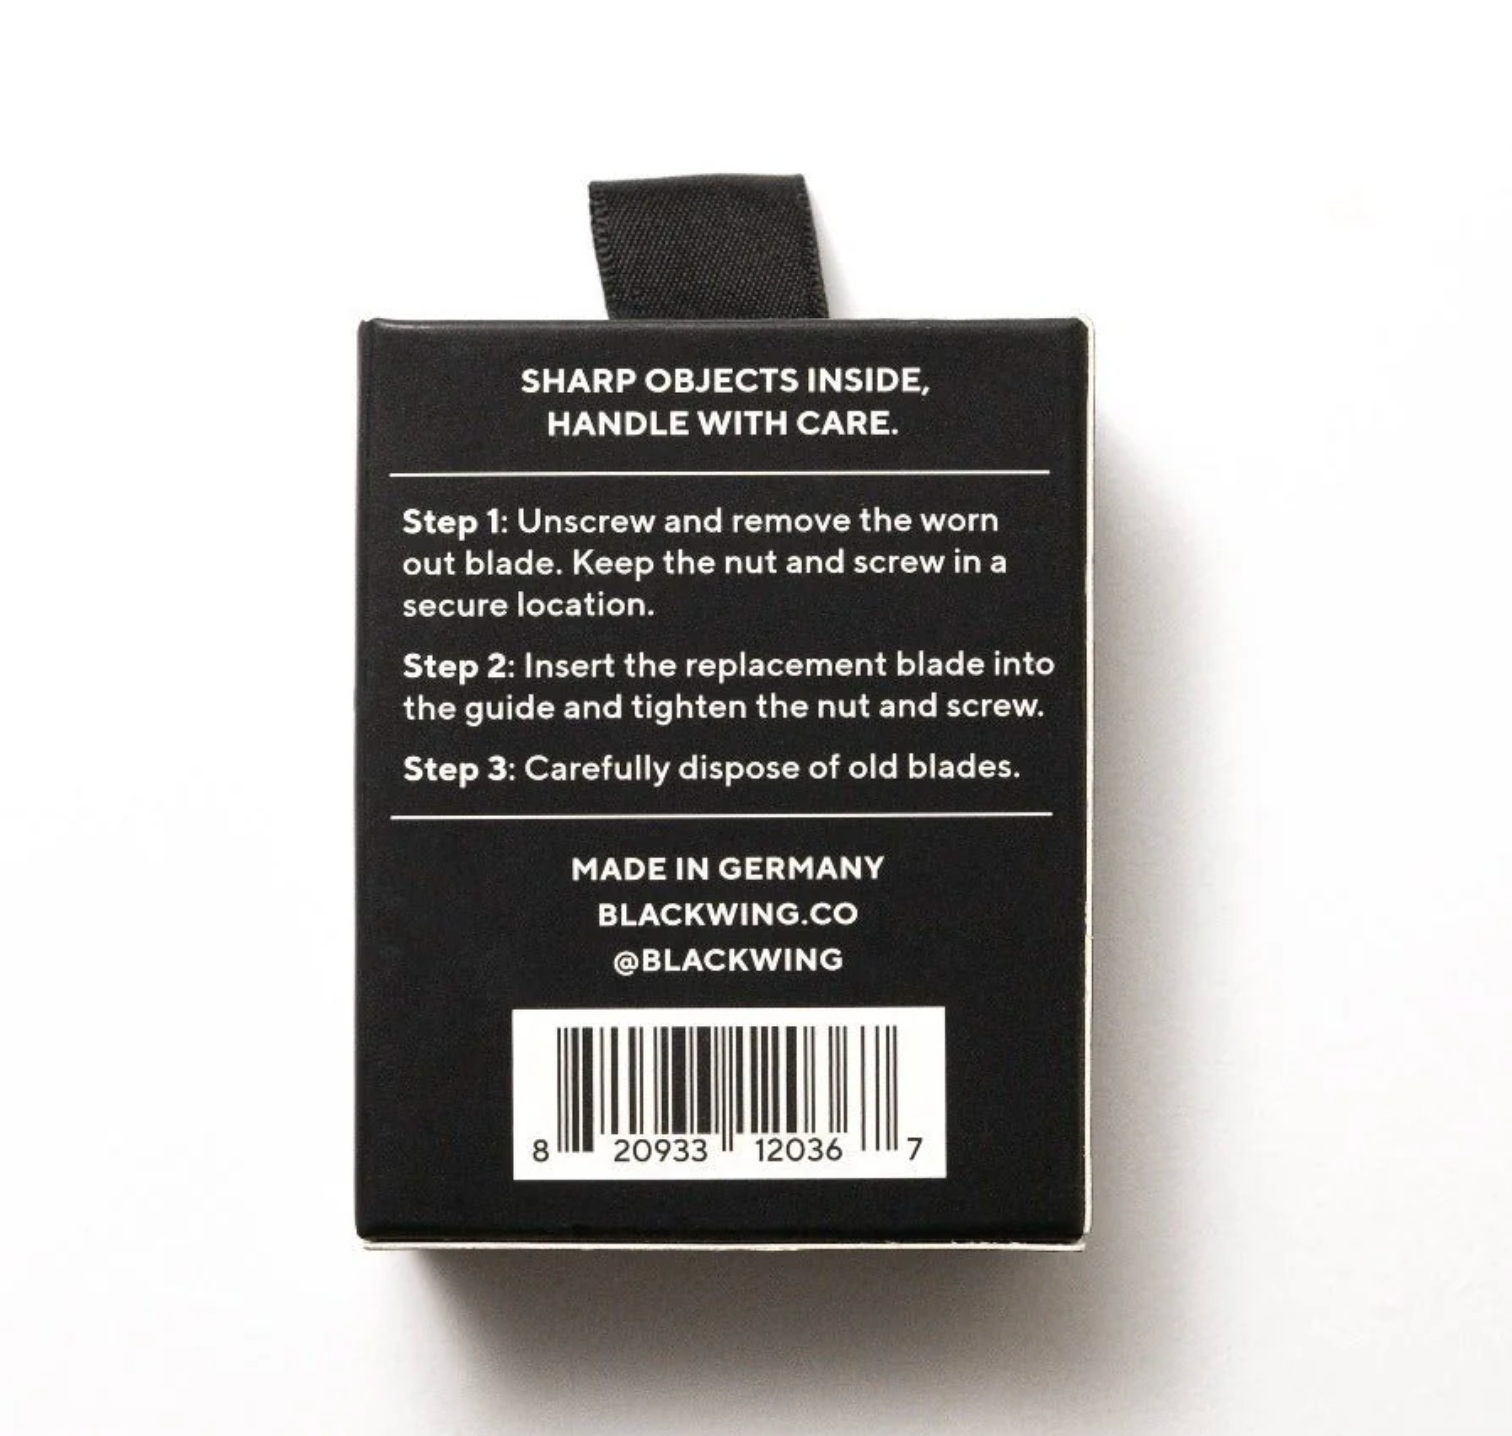 SHARP OBJECTS INSIDE,
HANDLE WITH CARE.
Step 1: Unscrew and remove the worn
out blade. Keep the nut and screw in a
secure location.
Step 2: Insert the replacement blade into
the guide and tighten the nut and screw.
Step 3: Carefully dispose of old blades.
MADE IN GERMANY
BLACKWING.CO
@BLACKWING
8 20933 12036 7